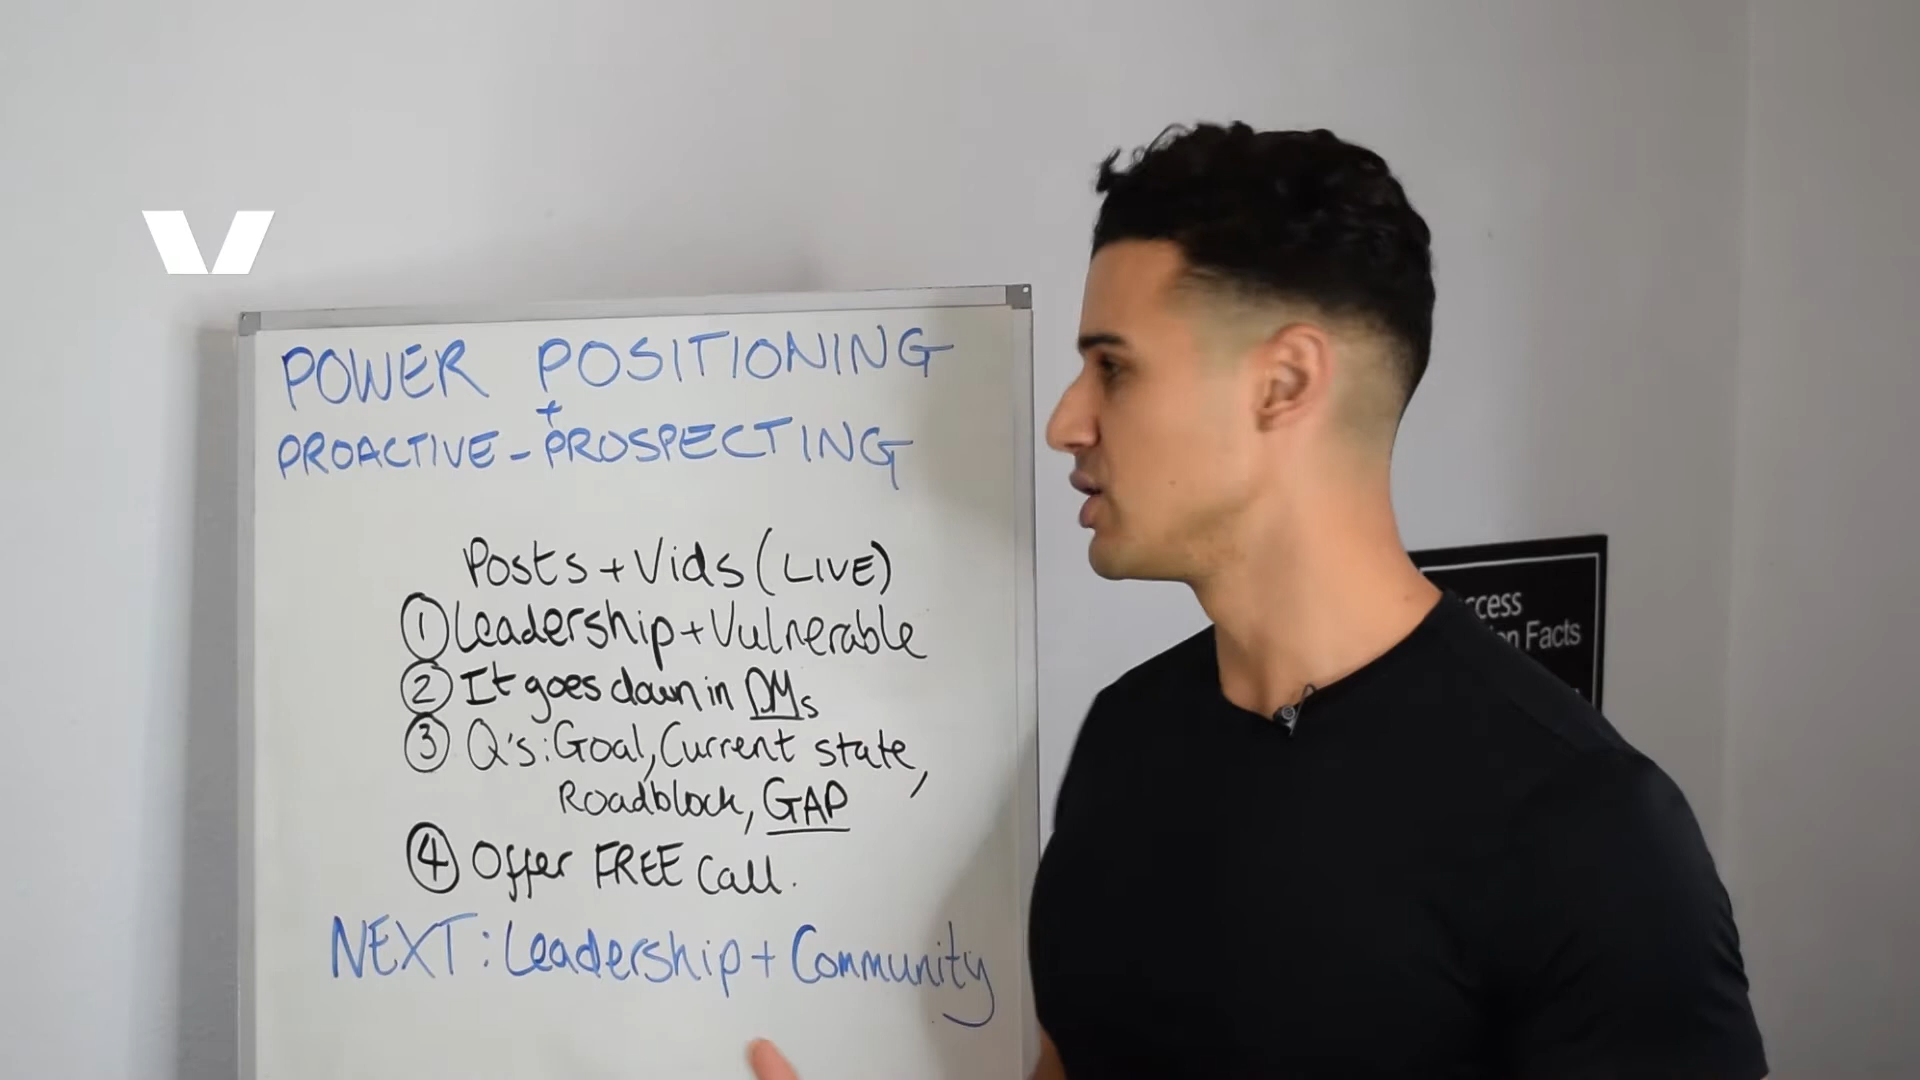 POWER POSITIONING
+
PROACTIVE-PROSPECTING
Posts + Vids (LIVE)
① Leadership + Vulnerable
② It goes down in DMs
③ Q's: Goal, Current state,
Roadblock, GAP
④ Offer FREE Call.
NEXT: Leadership + Community
Facts